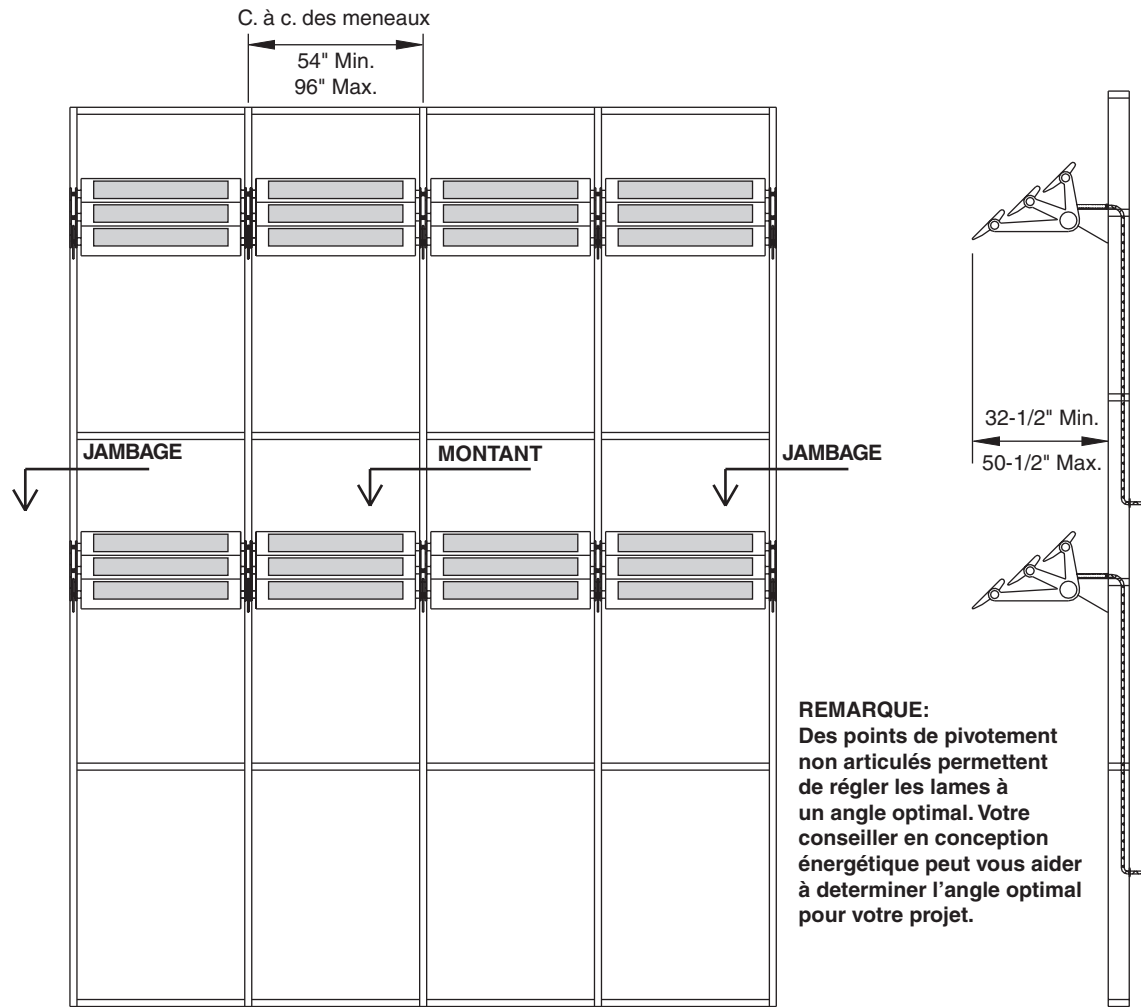 C. à c. des meneaux
54" Min.
96" Max.
32-1/2" Min.
50-1/2" Max.
JAMBAGE
MONTANT
JAMBAGE
REMARQUE:
Des points de pivotement
non articulés permettent
de régler les lames à
un angle optimal. Votre
conseiller en conception
énergétique peut vous aider
à determiner l'angle optimal
pour votre projet.